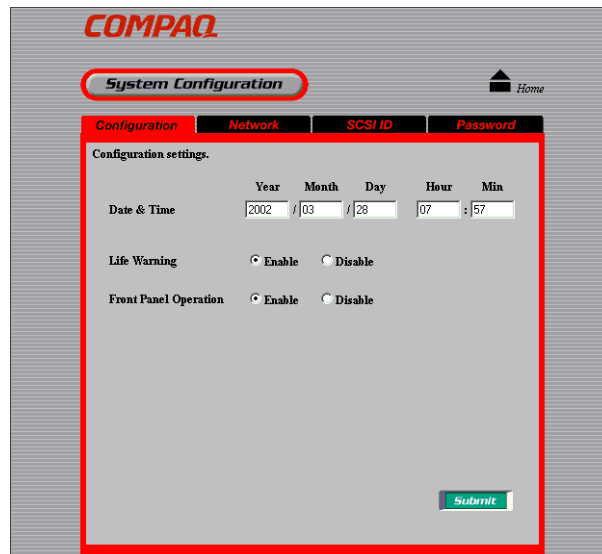 COMPAQ
System Configuration
Home
Configuration Network SCSI ID Password
Configuration settings.
Year Month Day Hour Min
Date & Time 2002 / 03 / 28 07 : 57
Life Warning Enable Disable
Front Panel Operation Enable Disable
Submit